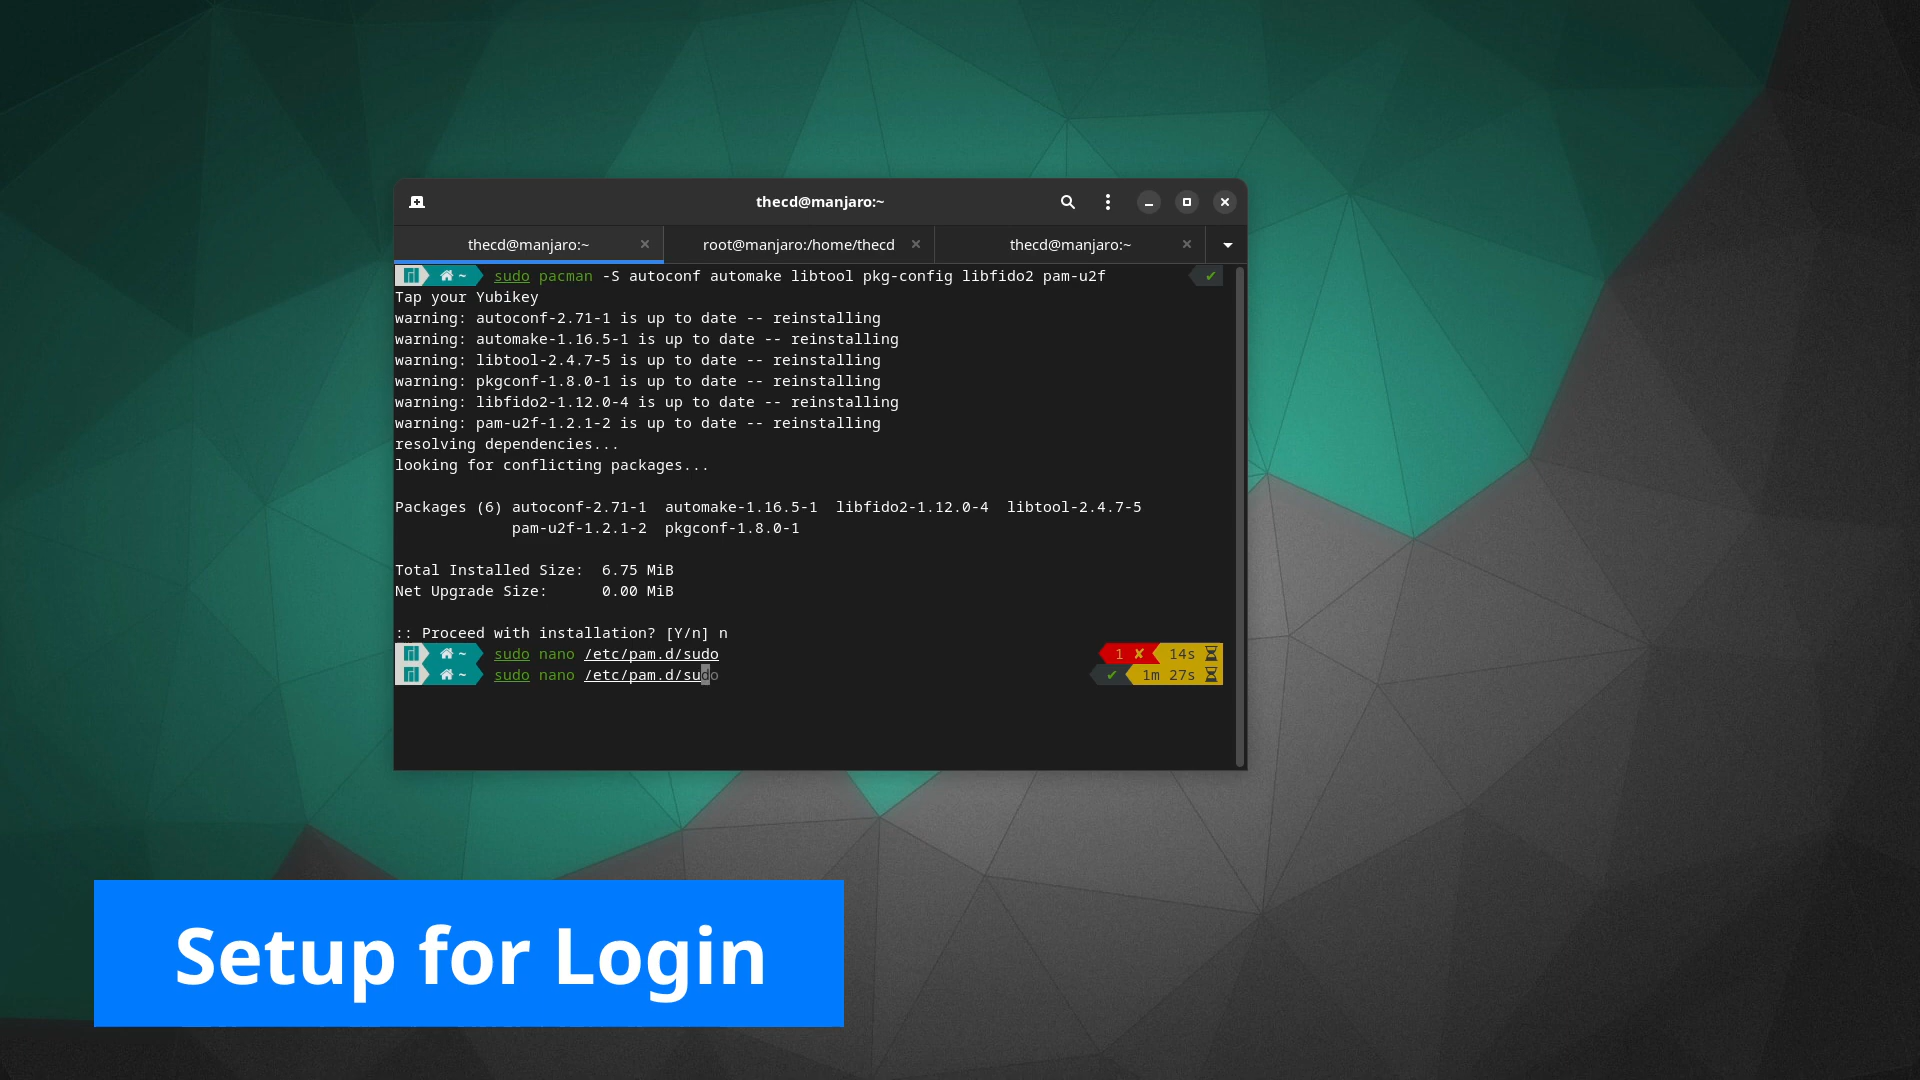 thecd@manjaro:~
thecd@manjaro:~
root@manjaro:/home/thecd
thecd@manjaro:~
~ sudo pacman -S autoconf automake libtool pkg-config libfido2 pam-u2f ✔
Tap your Yubikey
warning: autoconf-2.71-1 is up to date -- reinstalling
warning: automake-1.16.5-1 is up to date -- reinstalling
warning: libtool-2.4.7-5 is up to date -- reinstalling
warning: pkgconf-1.8.0-1 is up to date -- reinstalling
warning: libfido2-1.12.0-4 is up to date -- reinstalling
warning: pam-u2f-1.2.1-2 is up to date -- reinstalling
resolving dependencies...
looking for conflicting packages...
Packages (6) autoconf-2.71-1 automake-1.16.5-1 libfido2-1.12.0-4 libtool-2.4.7-5
pam-u2f-1.2.1-2 pkgconf-1.8.0-1
Total Installed Size: 6.75 MiB
Net Upgrade Size: 0.00 MiB
:: Proceed with installation? [Y/n] n
~ sudo nano /etc/pam.d/sudo 1 ✘ 14s
~ sudo nano /etc/pam.d/sudo ✔ 1m 27s
Setup for Login